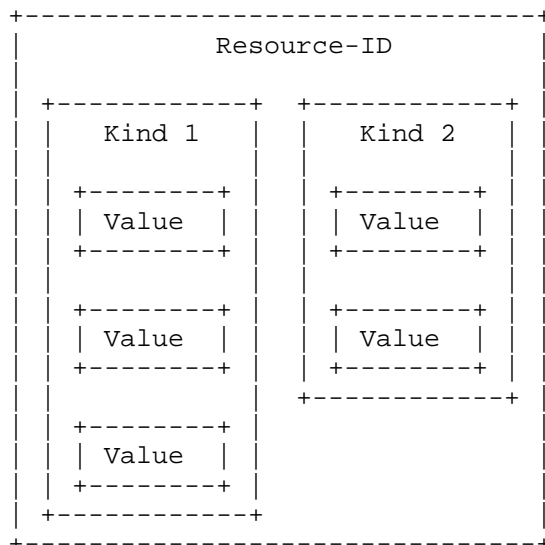 Resource-ID
Kind 1 Kind 2
Value Value
Value Value
Value